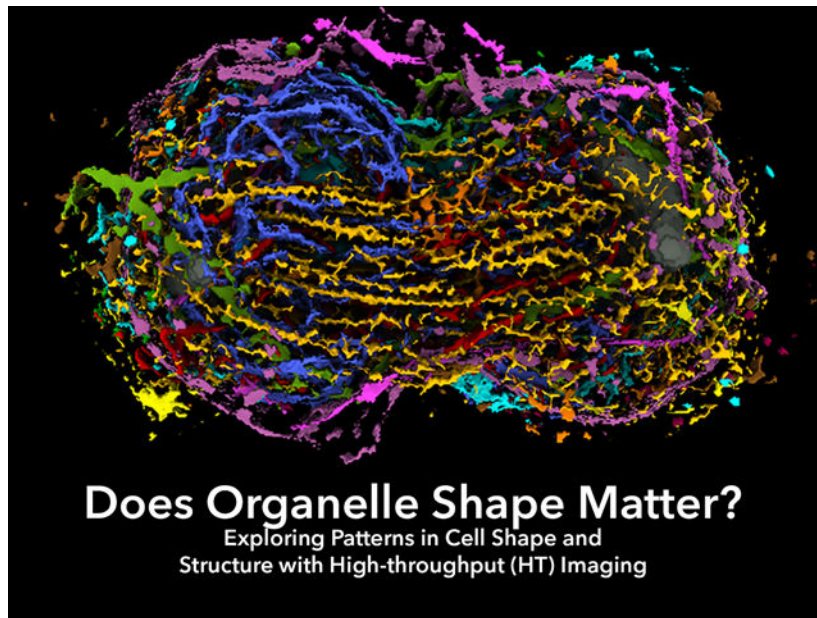 Does Organelle Shape Matter?
Exploring Patterns in Cell Shape and
Structure with High-throughput (HT) Imaging